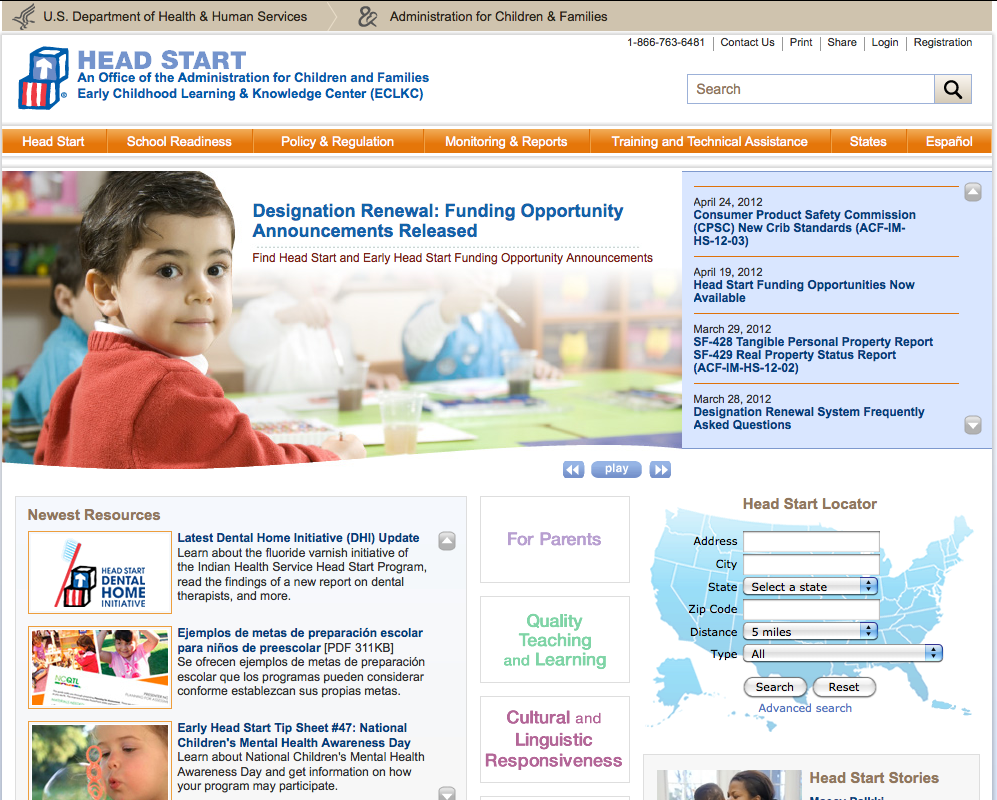 U.S. Department of Health & Human Services
Administration for Children & Families
1-866-763-6481
Contact Us
Print
Share
Login
Registration
HEAD START
An Office of the Administration for Children and Families
Early Childhood Learning & Knowledge Center (ECLKC)
Search
Head Start
School Readiness
Policy & Regulation
Monitoring & Reports
Training and Technical Assistance
States
Español
Designation Renewal: Funding Opportunity
Announcements Released
Find Head Start and Early Head Start Funding Opportunity Announcements
April 24, 2012
Consumer Product Safety Commission
(CPSC) New Crib Standards (ACF-IM-
HS-12-03)
April 19, 2012
Head Start Funding Opportunities Now
Available
March 29, 2012
SF-428 Tangible Personal Property Report
SF-429 Real Property Status Report
(ACF-IM-HS-12-02)
March 28, 2012
Designation Renewal System Frequently
Asked Questions
play
Newest Resources
HEAD START
DENTAL
HOME
INITIATIVE
Latest Dental Home Initiative (DHI) Update
Learn about the fluoride varnish initiative of
the Indian Health Service Head Start Program,
read the findings of a new report on dental
therapists, and more.
NCQTL
Ejemplos de metas de preparación escolar
para niños de preescolar [PDF 311KB]
Se ofrecen ejemplos de metas de preparación
escolar que los programas pueden considerar
conforme establezcan sus propias metas.
Early Head Start Tip Sheet #47: National
Children's Mental Health Awareness Day
Learn about National Children's Mental Health
Awareness Day and get information on how
your program may participate.
For Parents
Quality
Teaching
and Learning
Cultural and
Linguistic
Responsiveness
Head Start Locator
Address
City
State
Select a state
Zip Code
Distance
5 miles
Type
All
Search
Reset
Advanced search
Head Start Stories